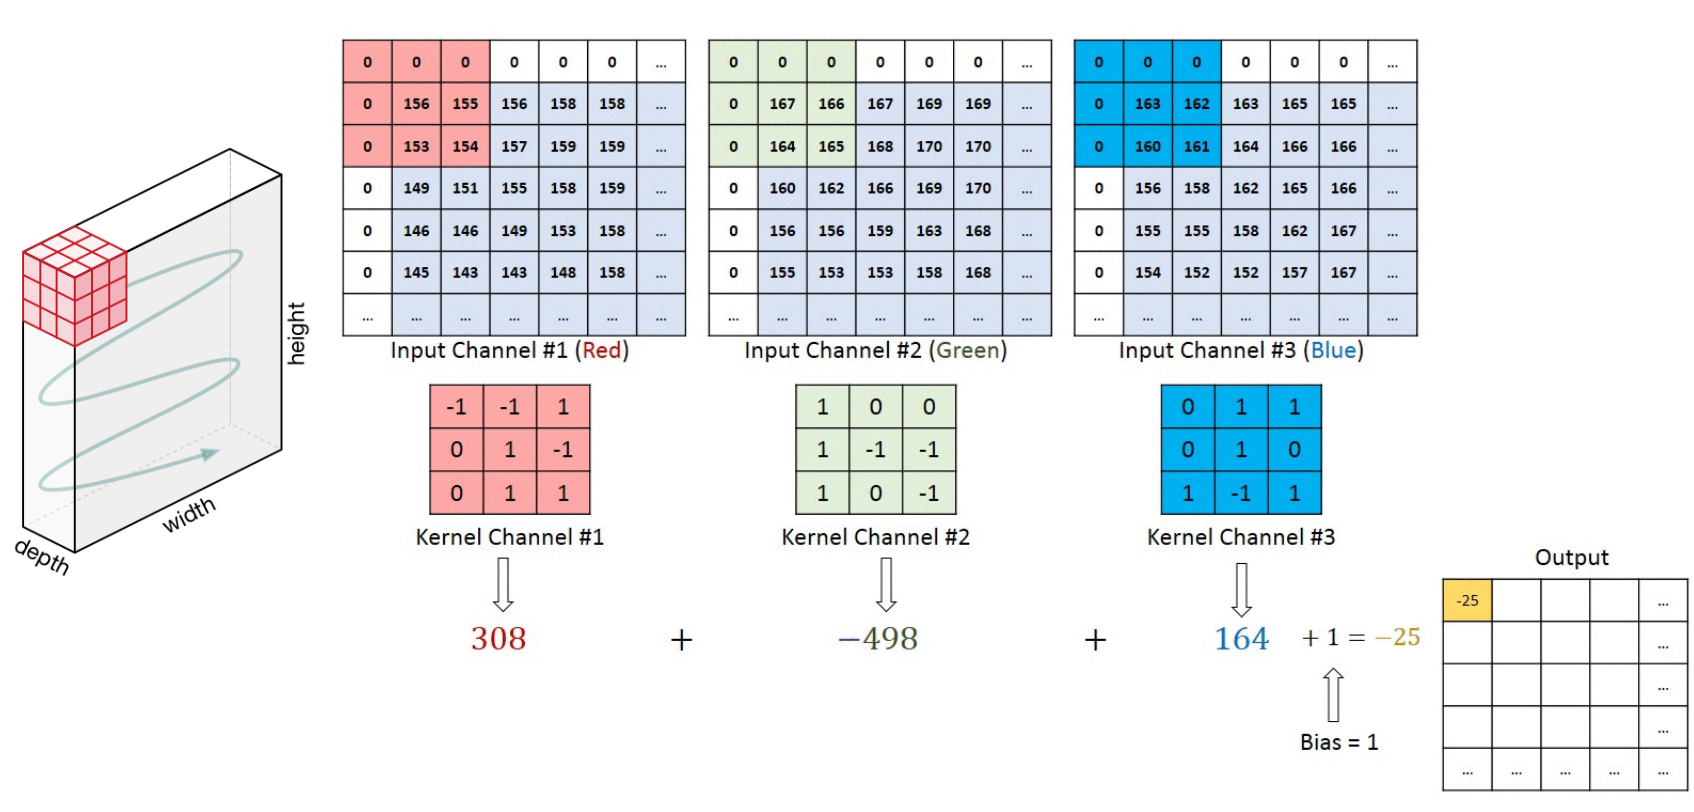 0 0 0 0 0 0 ...
0 156 155 156 158 158 ...
0 153 154 157 159 159 ...
0 149 151 155 158 159 ...
0 146 146 149 153 158 ...
0 145 143 143 148 158 ...
... ... ... ... ... ... ...
Input Channel #1 (Red)
0 0 0 0 0 0 ...
0 167 166 167 169 169 ...
0 164 165 168 170 170 ...
0 160 162 166 169 170 ...
0 156 156 159 163 168 ...
0 155 153 153 158 168 ...
... ... ... ... ... ... ...
Input Channel #2 (Green)
0 0 0 0 0 0 ...
0 163 162 163 165 165 ...
0 160 161 164 166 166 ...
0 156 158 162 165 166 ...
0 155 155 158 162 167 ...
0 154 152 152 157 167 ...
... ... ... ... ... ... ...
Input Channel #3 (Blue)
height
width
depth
-1 -1 1
0 1 -1
0 1 1
Kernel Channel #1
1 0 0
1 -1 -1
1 0 -1
Kernel Channel #2
0 1 1
0 1 0
1 -1 1
Kernel Channel #3
308 + −498 + 164 + 1 = −25
Bias = 1
Output
-25 ...
...
...
...
... ... ... ... ...